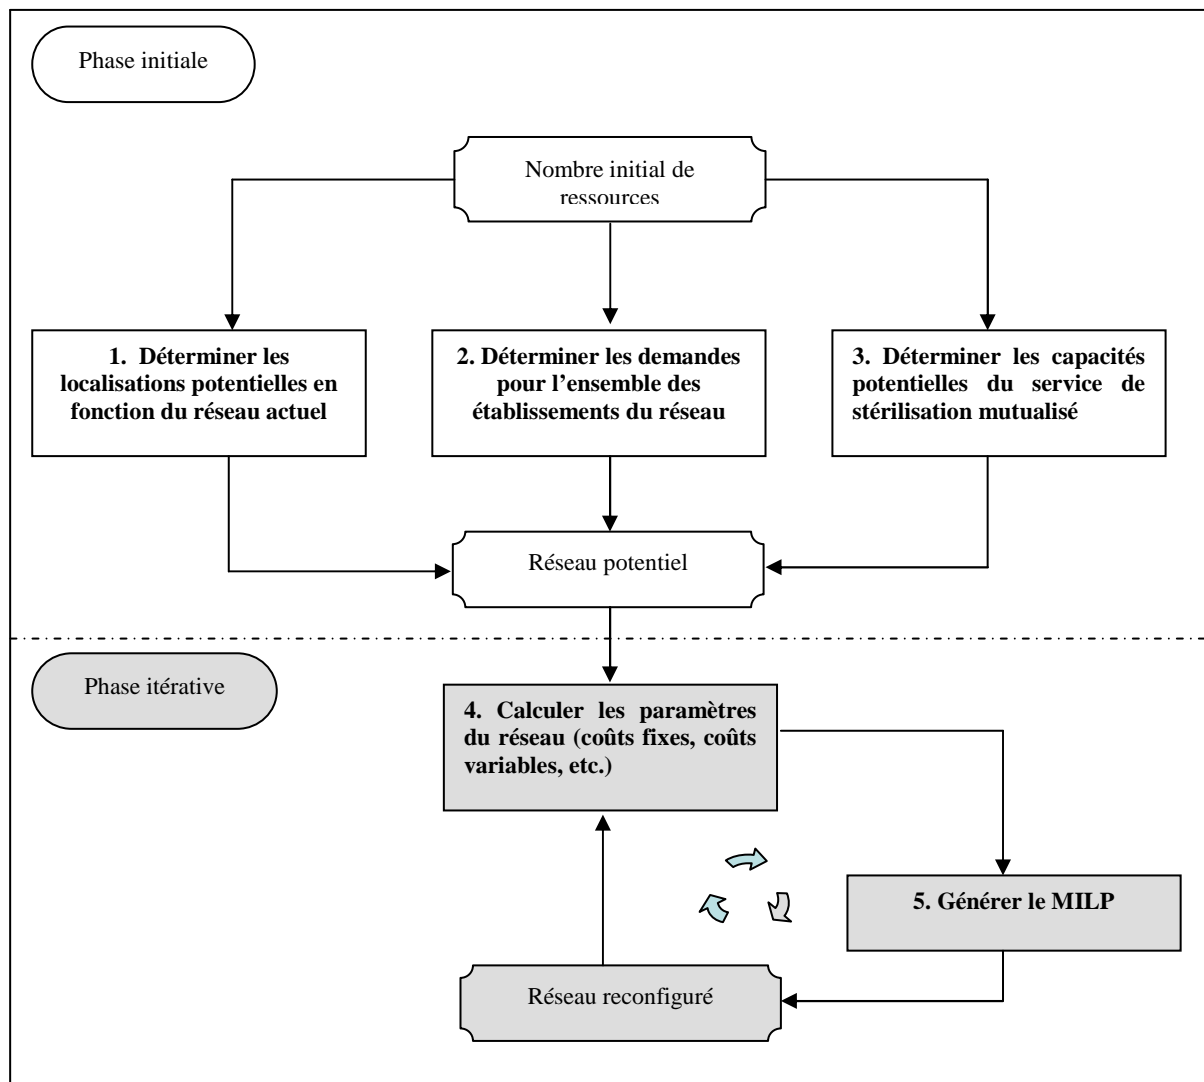 Phase initiale
Nombre initial de
ressources
1. Déterminer les
localisations potentielles en
fonction du réseau actuel
2. Déterminer les demandes
pour l'ensemble des
établissements du réseau
3. Déterminer les capacités
potentielles du service de
stérilisation mutualisé
Réseau potentiel
Phase itérative
4. Calculer les paramètres
du réseau (coûts fixes, coûts
variables, etc.)
5. Générer le MILP
Réseau reconfiguré